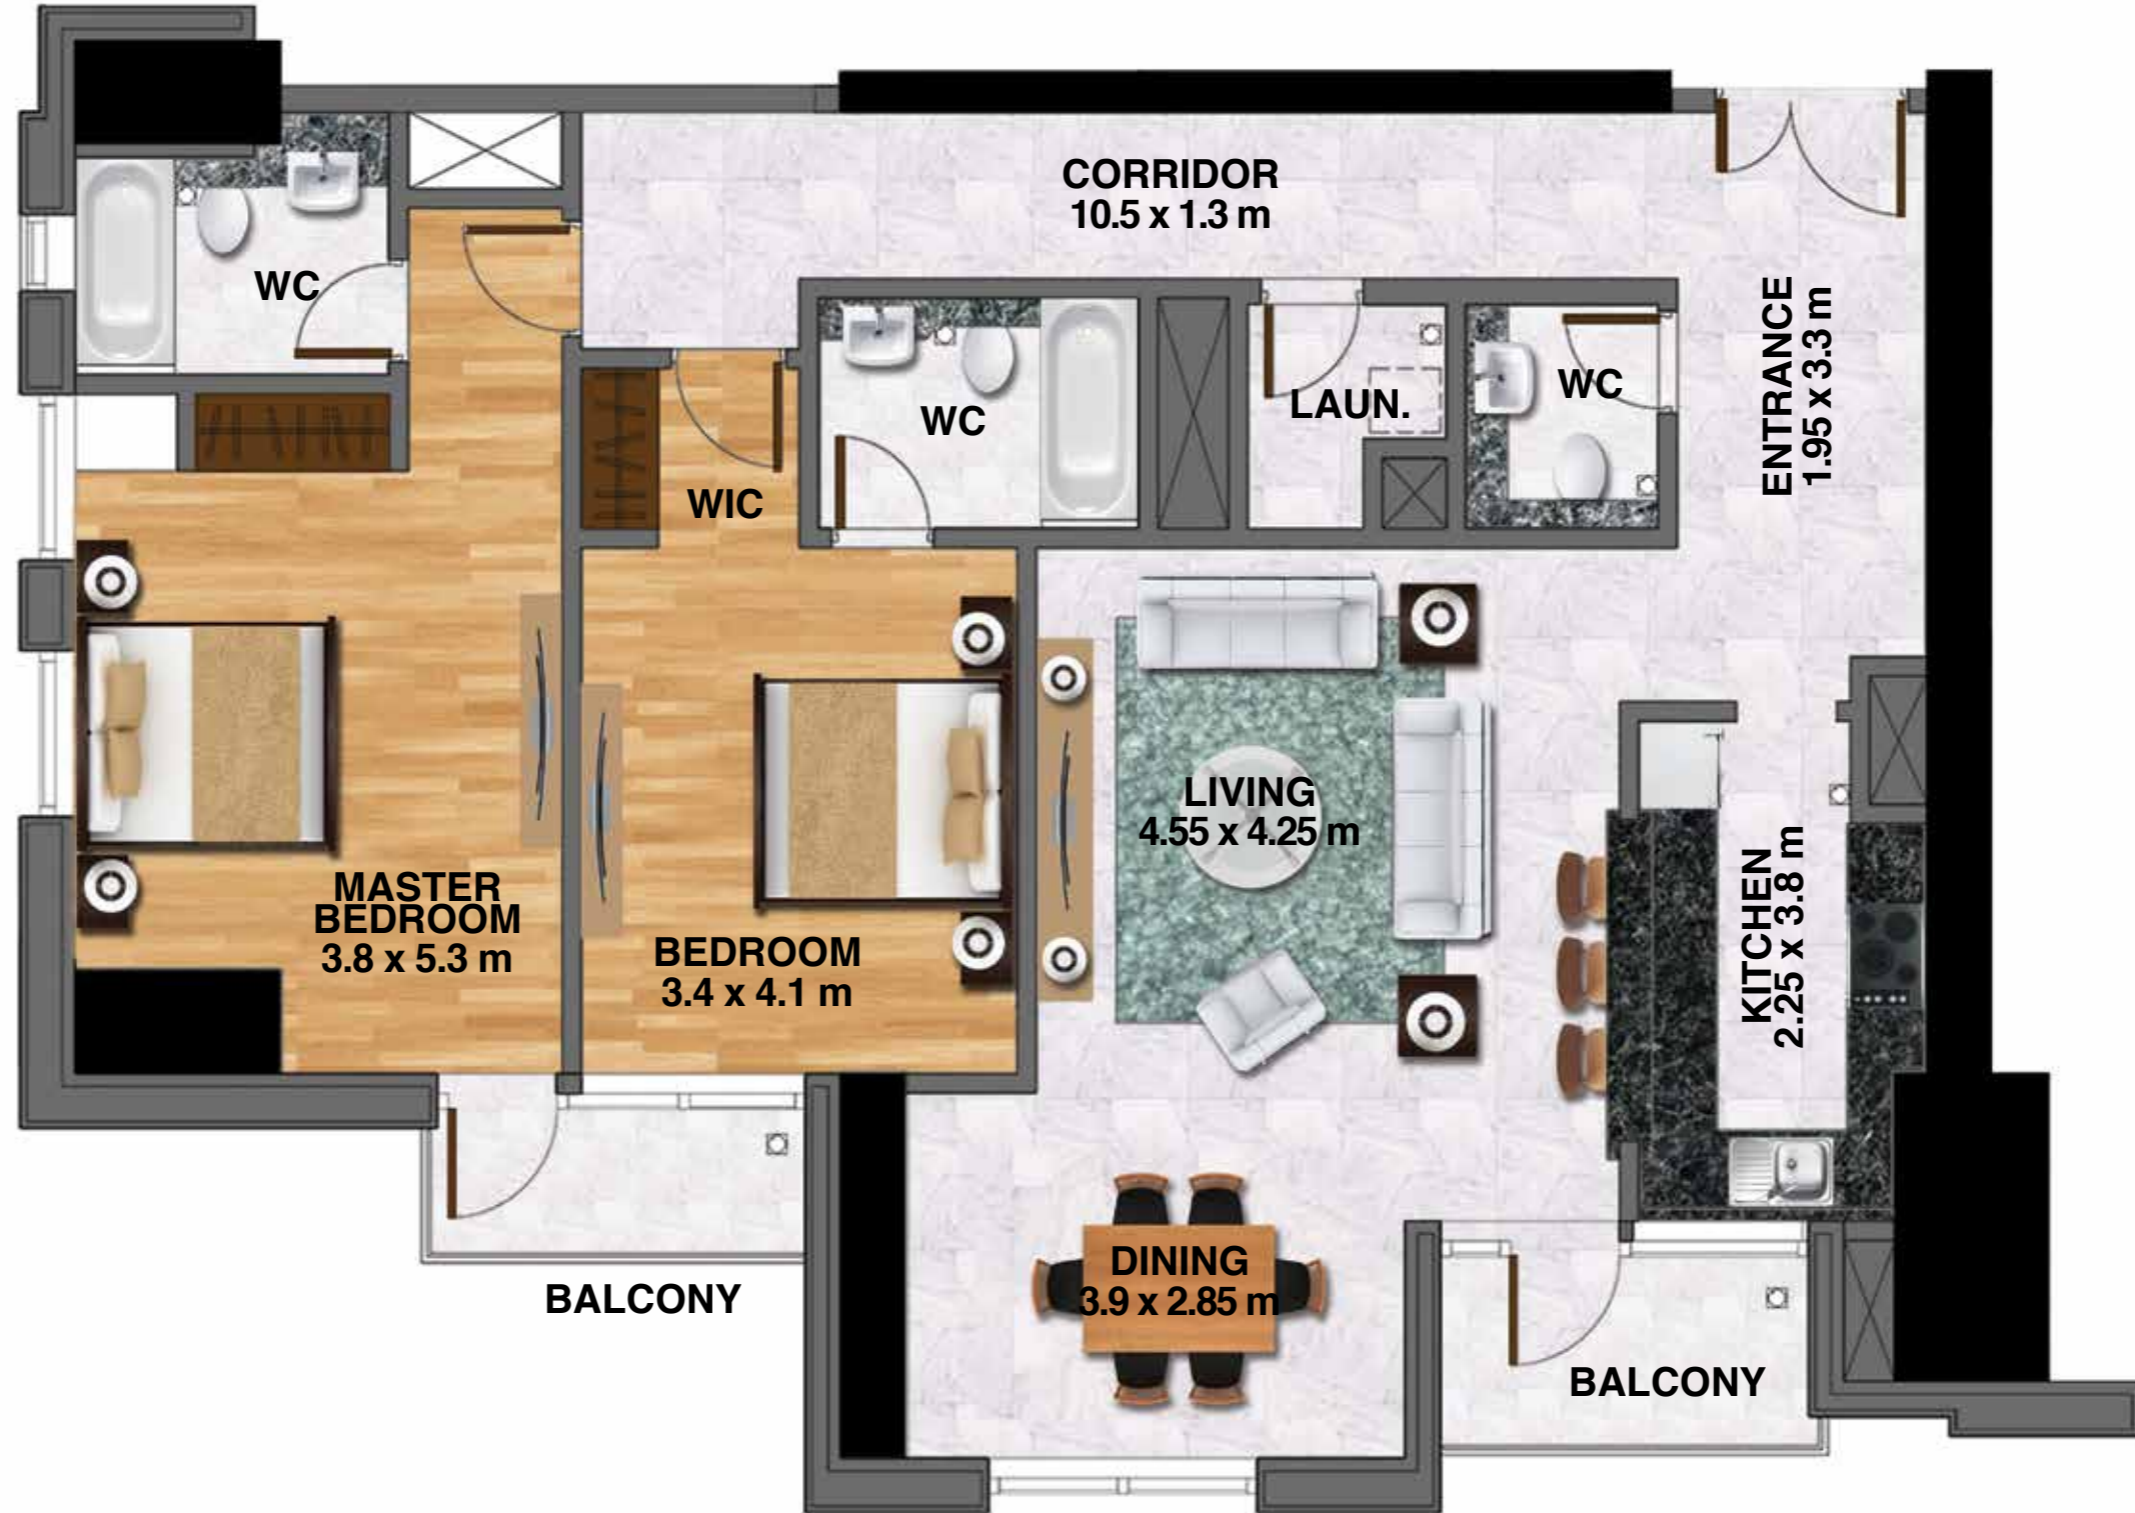 CORRIDOR
10.5 x 1.3 m
WC
ENTRANCE
1.95 x 3.3 m
WC
LAUN.
WC
WIC
LIVING
4.55 x 4.25 m
MASTER
BEDROOM
3.8 x 5.3 m
BEDROOM
3.4 x 4.1 m
KITCHEN
2.25 x 3.8 m
DINING
3.9 x 2.85 m
BALCONY
BALCONY